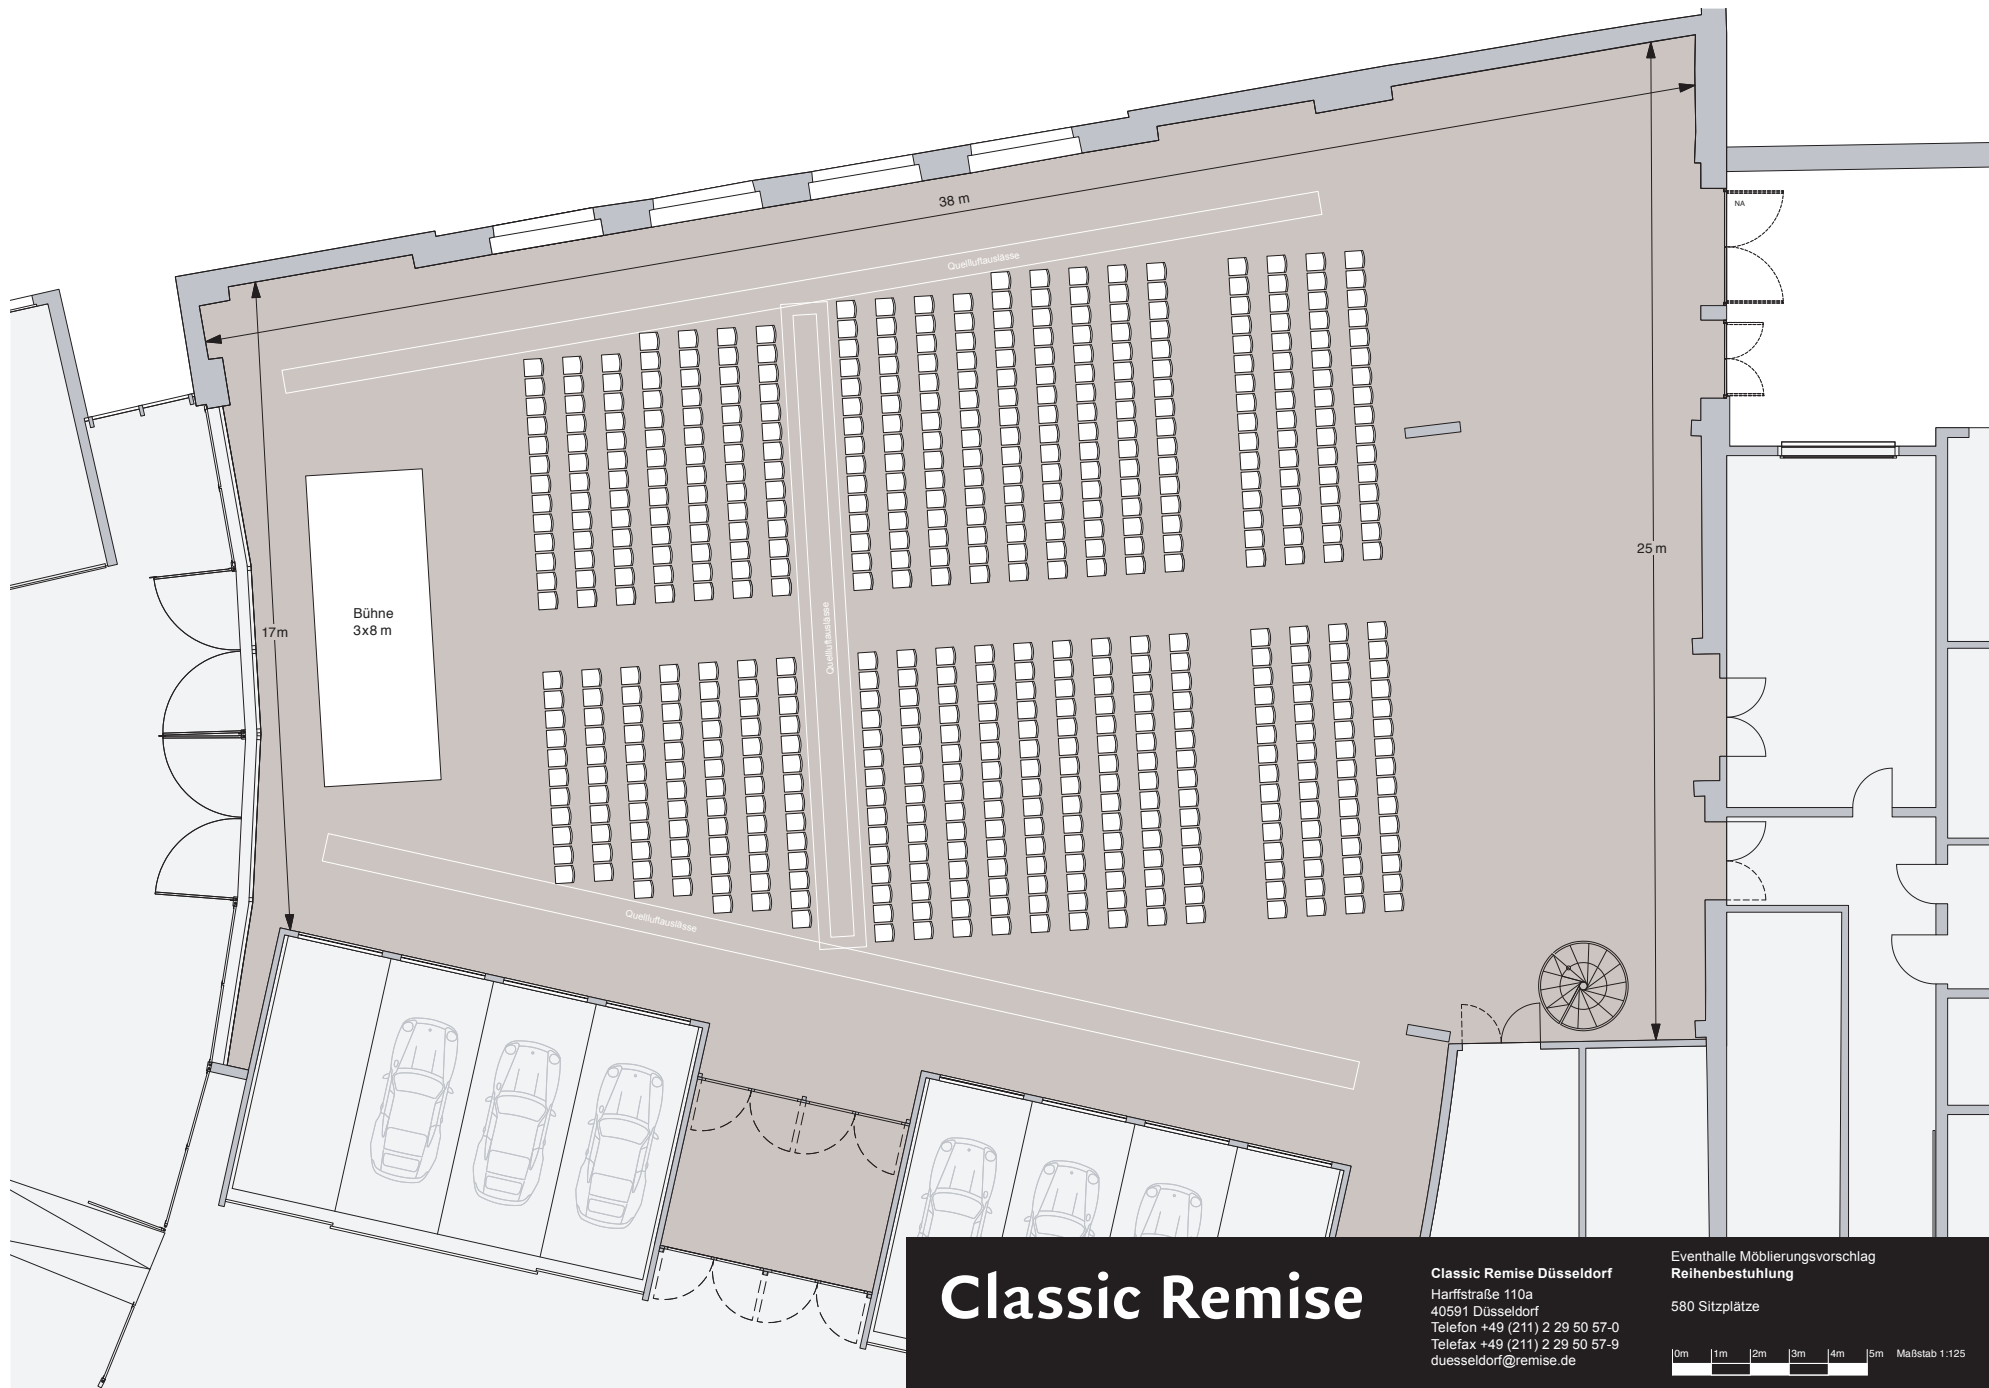 38 m
NA
Quellluftauslässe
25 m
Bühne
3x8 m
17m
Quellluftauslässe
Quellluftauslässe
Classic Remise
Classic Remise Düsseldorf
Harffstraße 110a
40591 Düsseldorf
Telefon +49 (211) 2 29 50 57-0
Telefax +49 (211) 2 29 50 57-9
duesseldorf@remise.de
Eventhalle Möblierungsvorschlag
Reihenbestuhlung
580 Sitzplätze
0m 1m 2m 3m 4m 5m Maßstab 1:125